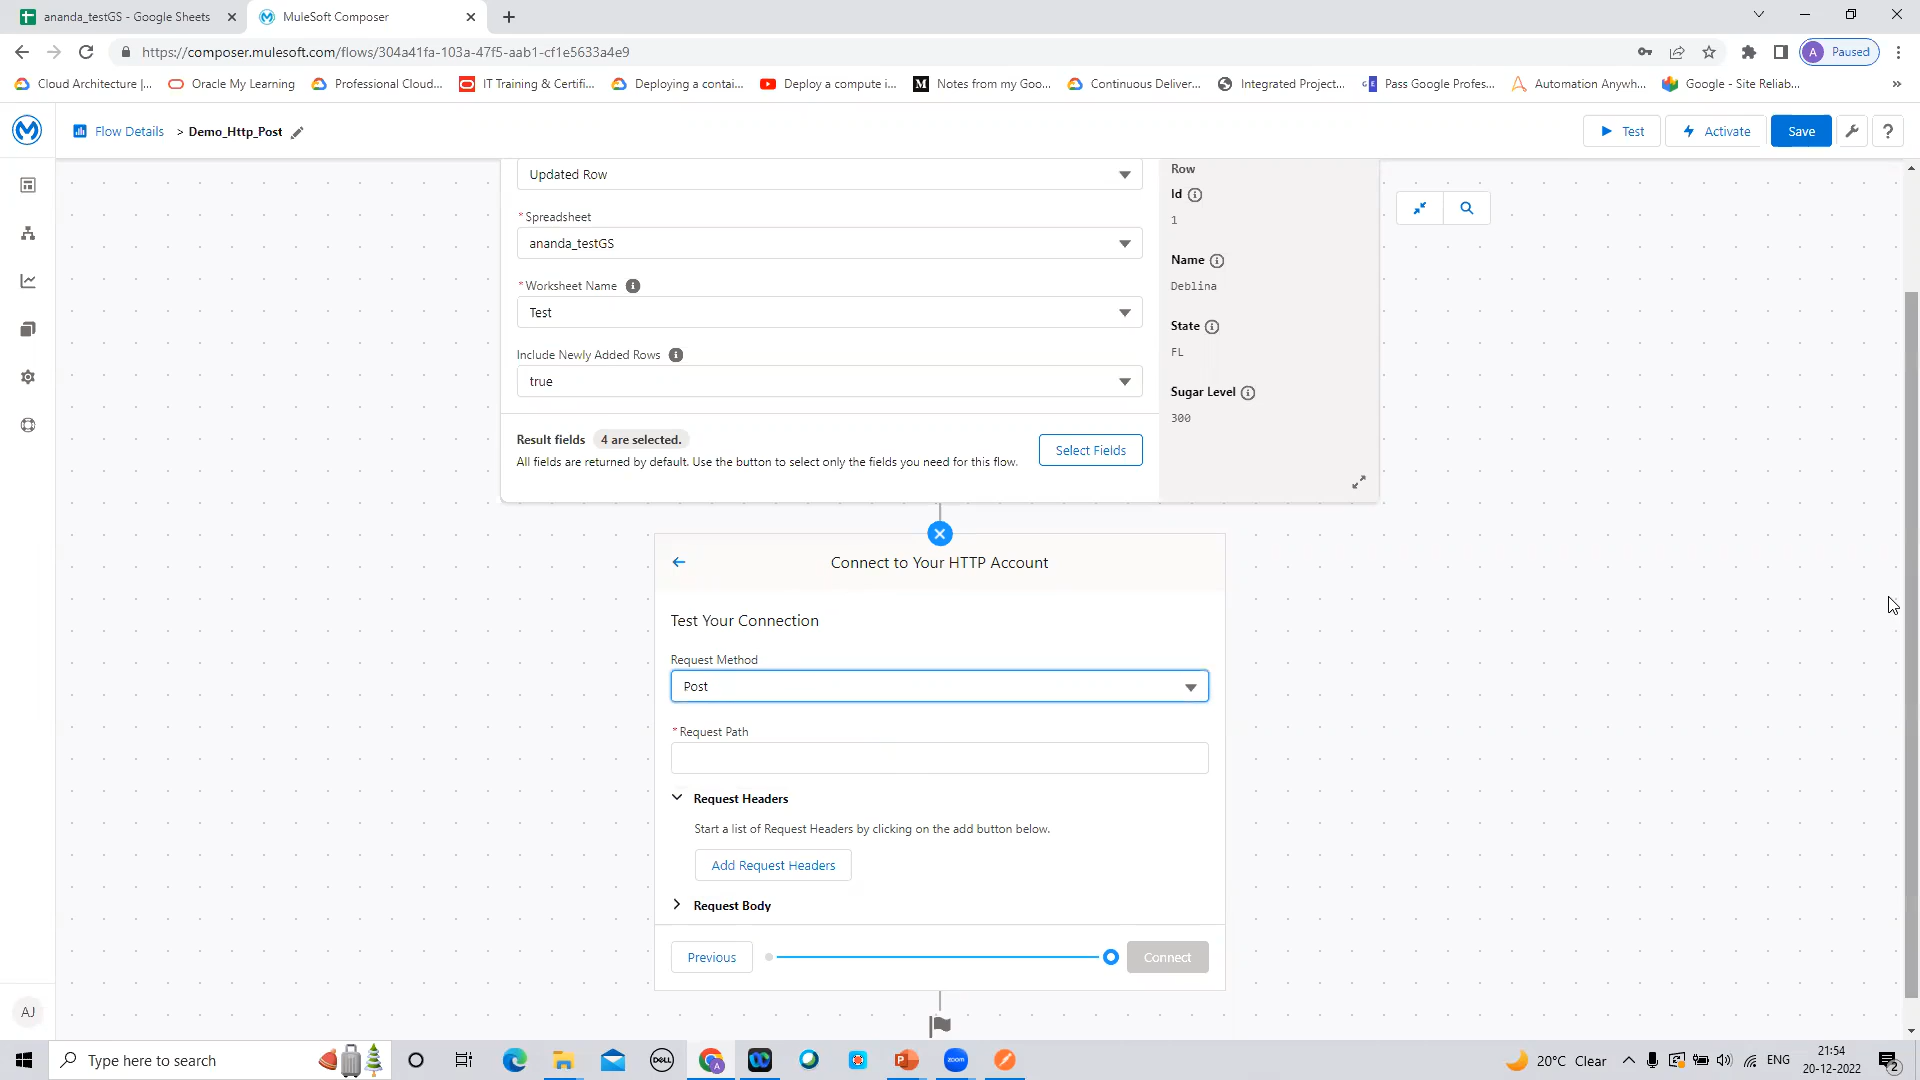 ananda_testGS - Google Sheets
MuleSoft Composer
https://composer.mulesoft.com/flows/304a41fa-103a-47f5-aab1-cf1e5633a4e9
A Paused
Cloud Architecture |...
Oracle My Learning
Professional Cloud...
IT Training & Certifi...
Deploying a contai...
Deploy a compute i...
Notes from my Goo...
Continuous Deliver...
Integrated Project...
Pass Google Profes...
Automation Anywh...
Google - Site Reliab...
»
Flow Details > Demo_Http_Post
Test
Activate
Save
?
Updated Row
* Spreadsheet
ananda_testGS
* Worksheet Name
Test
Include Newly Added Rows
true
Result fields 4 are selected.
All fields are returned by default. Use the button to select only the fields you need for this flow.
Select Fields
Row
Id
1
Name
Deblina
State
FL
Sugar Level
300
Connect to Your HTTP Account
Test Your Connection
Request Method
Post
* Request Path
Request Headers
Start a list of Request Headers by clicking on the add button below.
Add Request Headers
Request Body
Previous
Connect
AJ
Type here to search
DELL
zoom
20°C Clear
ENG
21:54
20-12-2022
2